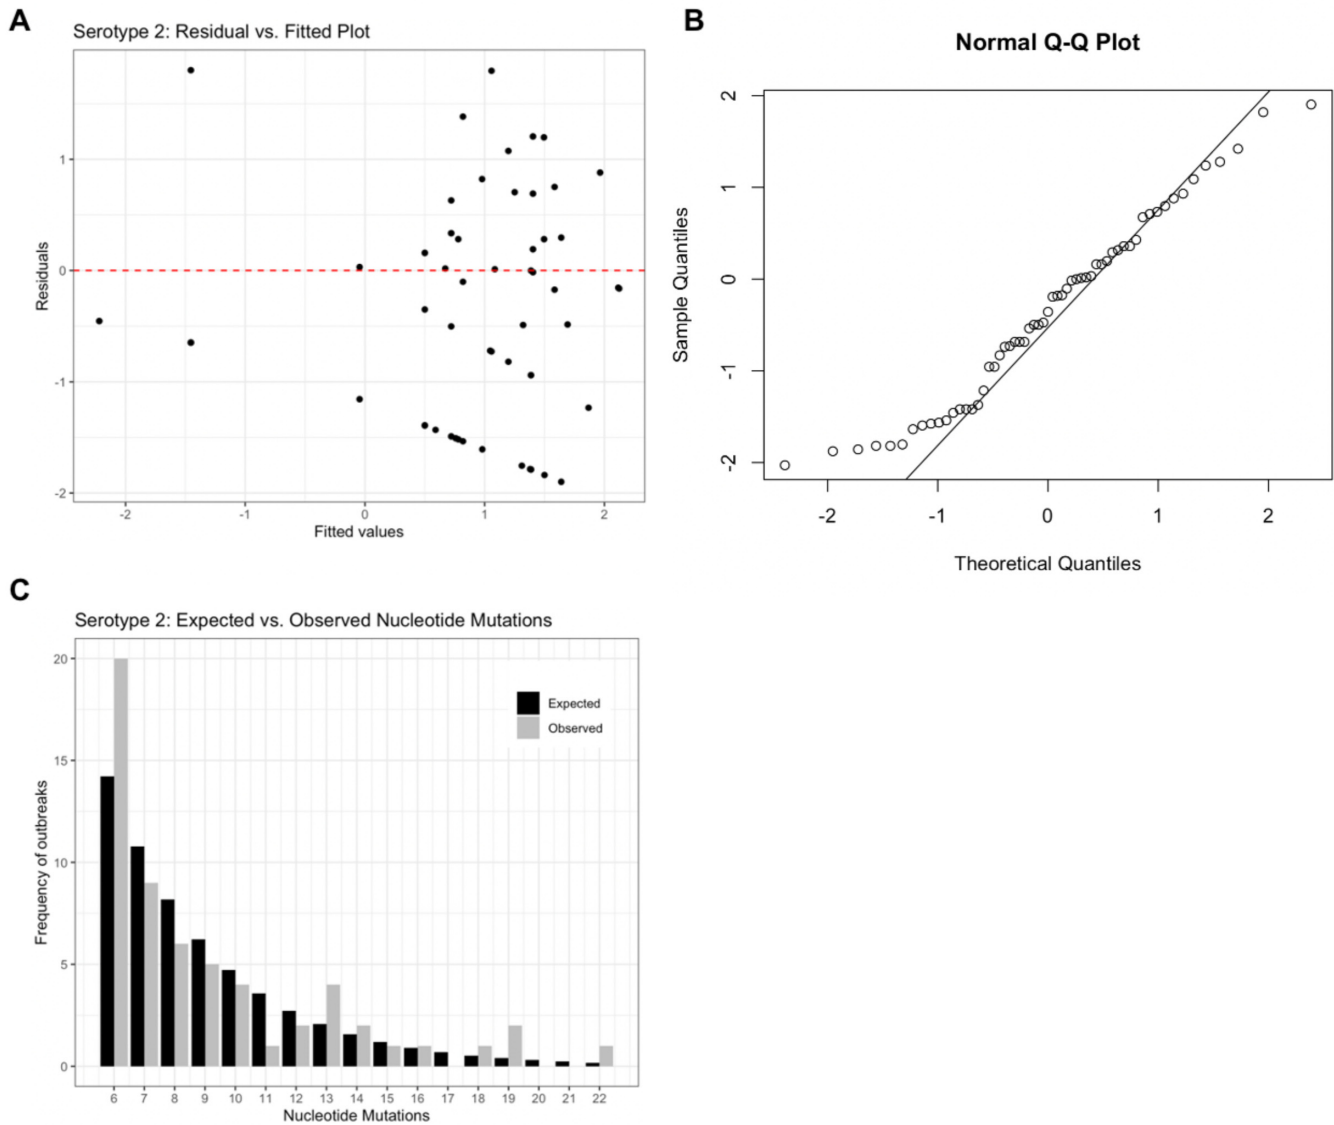 A
Serotype 2: Residual vs. Fitted Plot
Residuals
1
0
-1
-2
-2 -1 0 1 2
Fitted values
B
Normal Q-Q Plot
Sample Quantiles
2
1
0
-1
-2
-2 -1 0 1 2
Theoretical Quantiles
C
Serotype 2: Expected vs. Observed Nucleotide Mutations
Frequency of outbreaks
20
15
10
5
0
Expected
Observed
6 7 8 9 10 11 12 13 14 15 16 17 18 19 20 21 22
Nucleotide Mutations